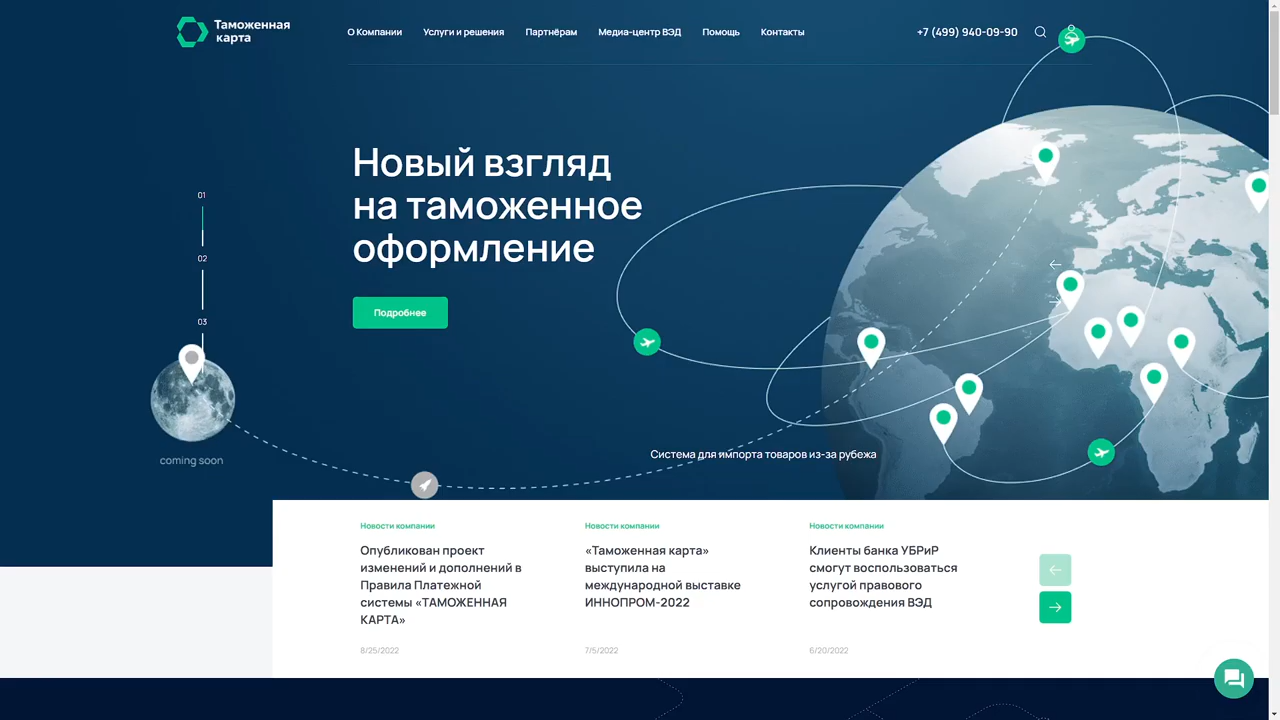 Таможенная
карта
О Компании
Услуги и решения
Партнёрам
Медиа-центр ВЭД
Помощь
Контакты
+7 (499) 940-09-90
01
02
03
Новый взгляд
на таможенное
оформление
Подробнее
coming soon
Система для импорта товаров из-за рубежа
Новости компании
Опубликован проект
изменений и дополнений в
Правила Платежной
системы «ТАМОЖЕННАЯ
КАРТА»
8/25/2022
Новости компании
«Таможенная карта»
выступила на
международной выставке
ИННОПРОМ-2022
7/5/2022
Новости компании
Клиенты банка УБРиР
смогут воспользоваться
услугой правового
сопровождения ВЭД
6/20/2022